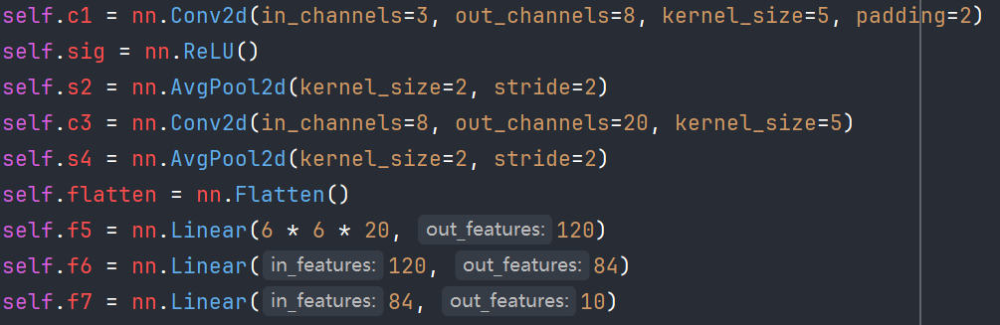 self.c1 = nn.Conv2d(in_channels=3, out_channels=8, kernel_size=5, padding=2)
self.sig = nn.ReLU()
self.s2 = nn.AvgPool2d(kernel_size=2, stride=2)
self.c3 = nn.Conv2d(in_channels=8, out_channels=20, kernel_size=5)
self.s4 = nn.AvgPool2d(kernel_size=2, stride=2)
self.flatten = nn.Flatten()
self.f5 = nn.Linear(6 * 6 * 20, out_features: 120)
self.f6 = nn.Linear(in_features: 120, out_features: 84)
self.f7 = nn.Linear(in_features: 84, out_features: 10)